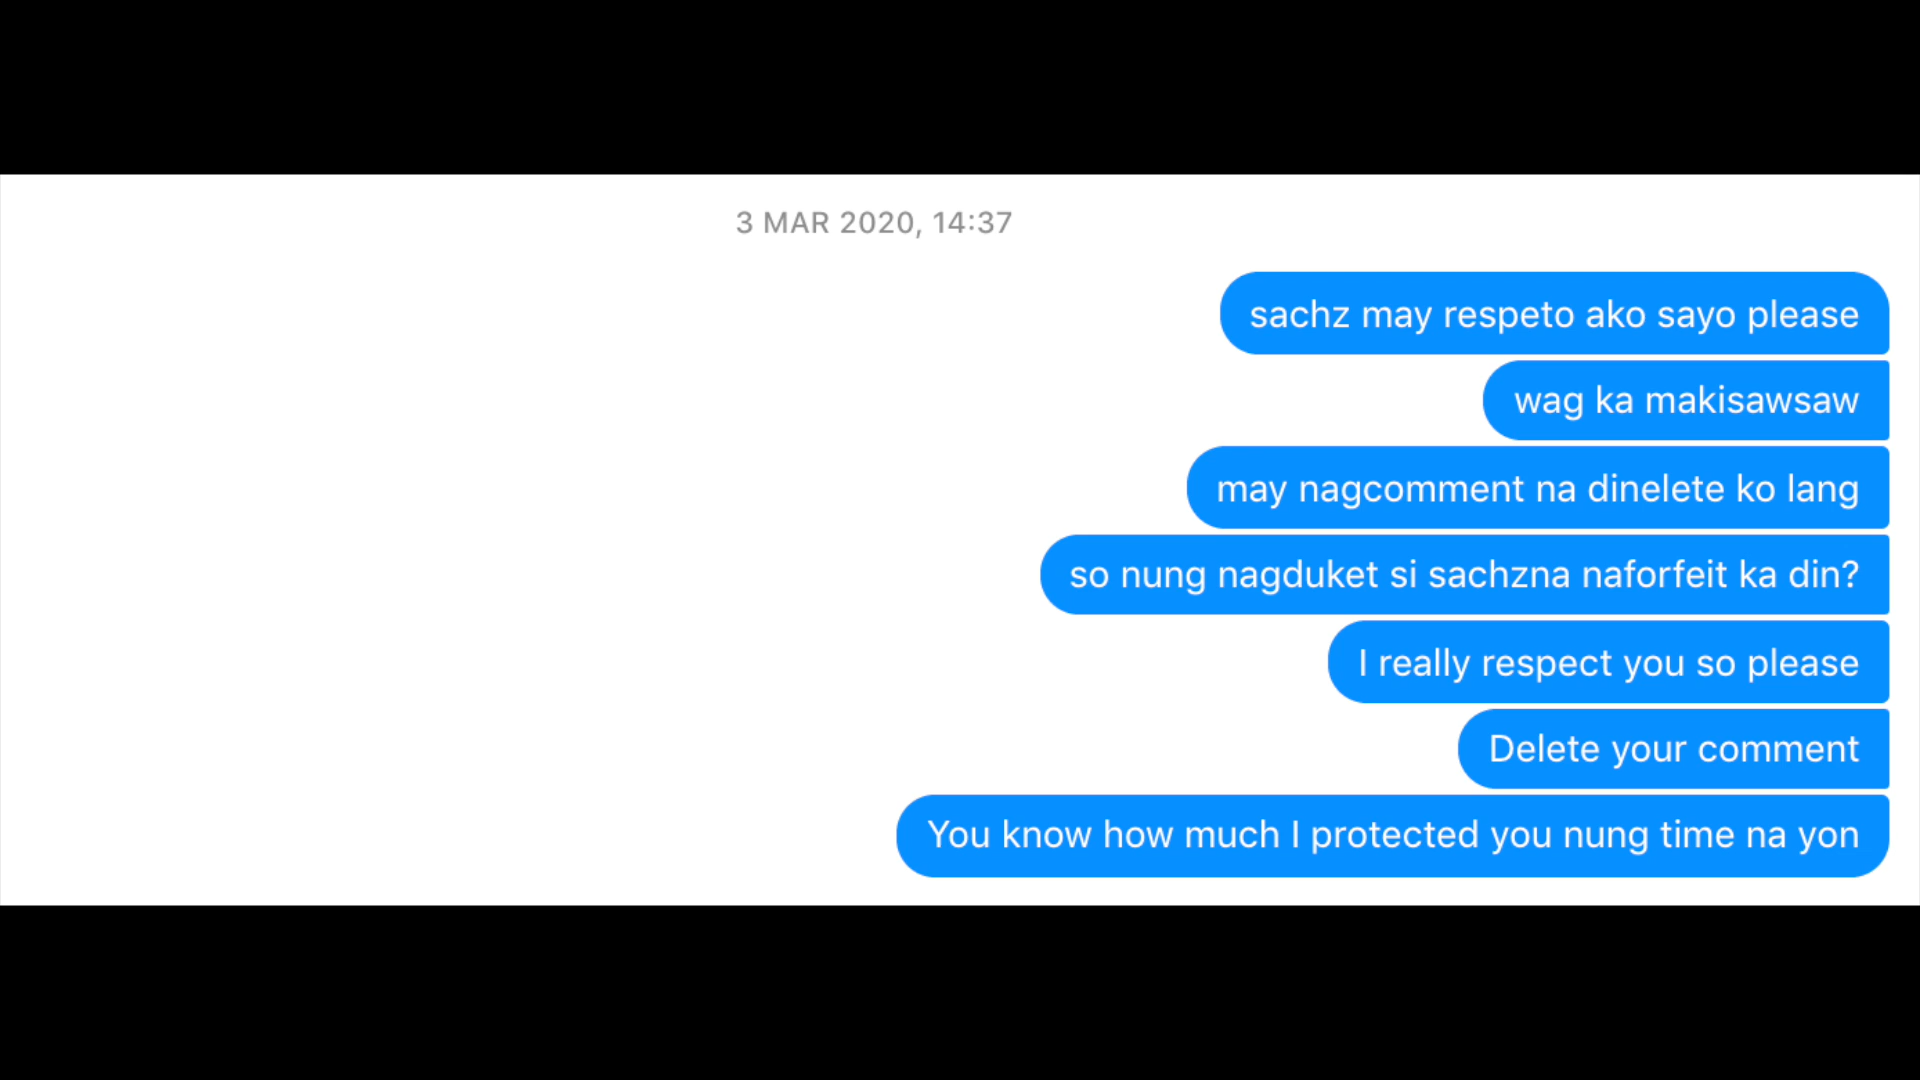 3 MAR 2020, 14:37
sachz may respeto ako sayo please
wag ka makisawsaw
may nagcomment na dinelete ko lang
so nung nagduket si sachzna naforfeit ka din?
I really respect you so please
Delete your comment
You know how much I protected you nung time na yon